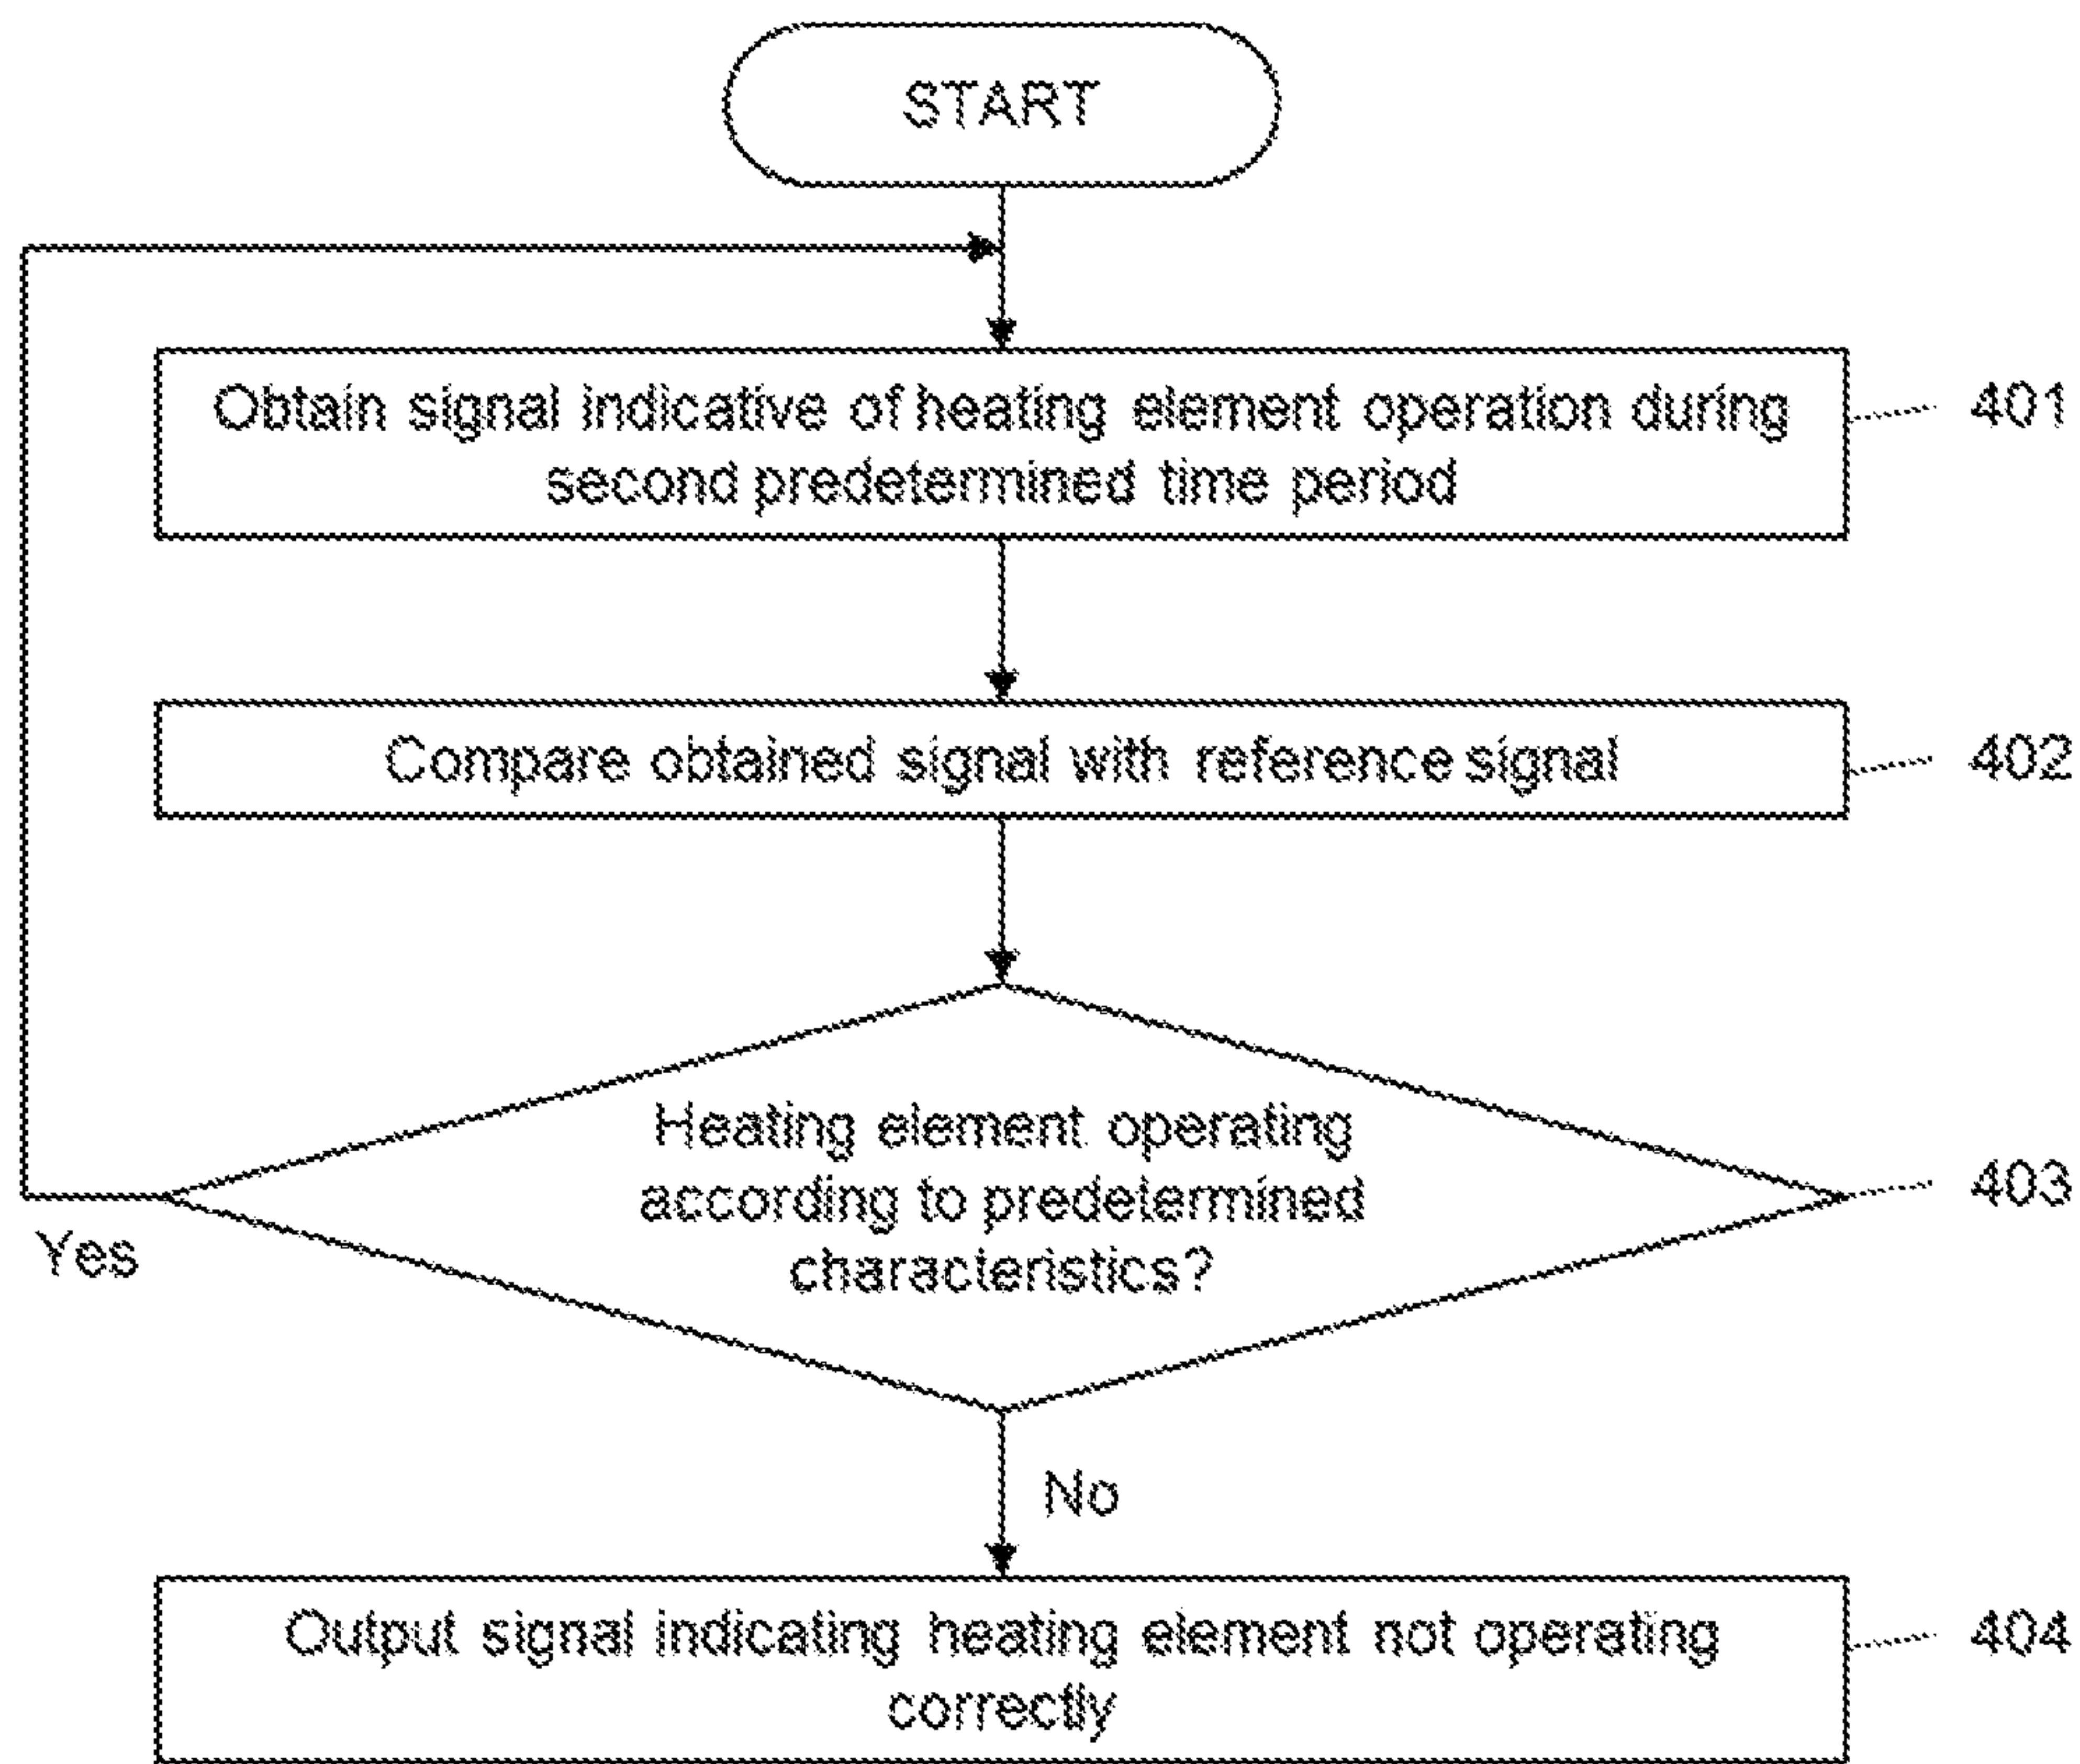 START
Obtain signal indicative of heating element operation during
second predetermined time period
401
Compare obtained signal with reference signal
402
Heating element operating
according to predetermined
characteristics?
403
Yes
No
Output signal indicating heating element not operating
correctly
404